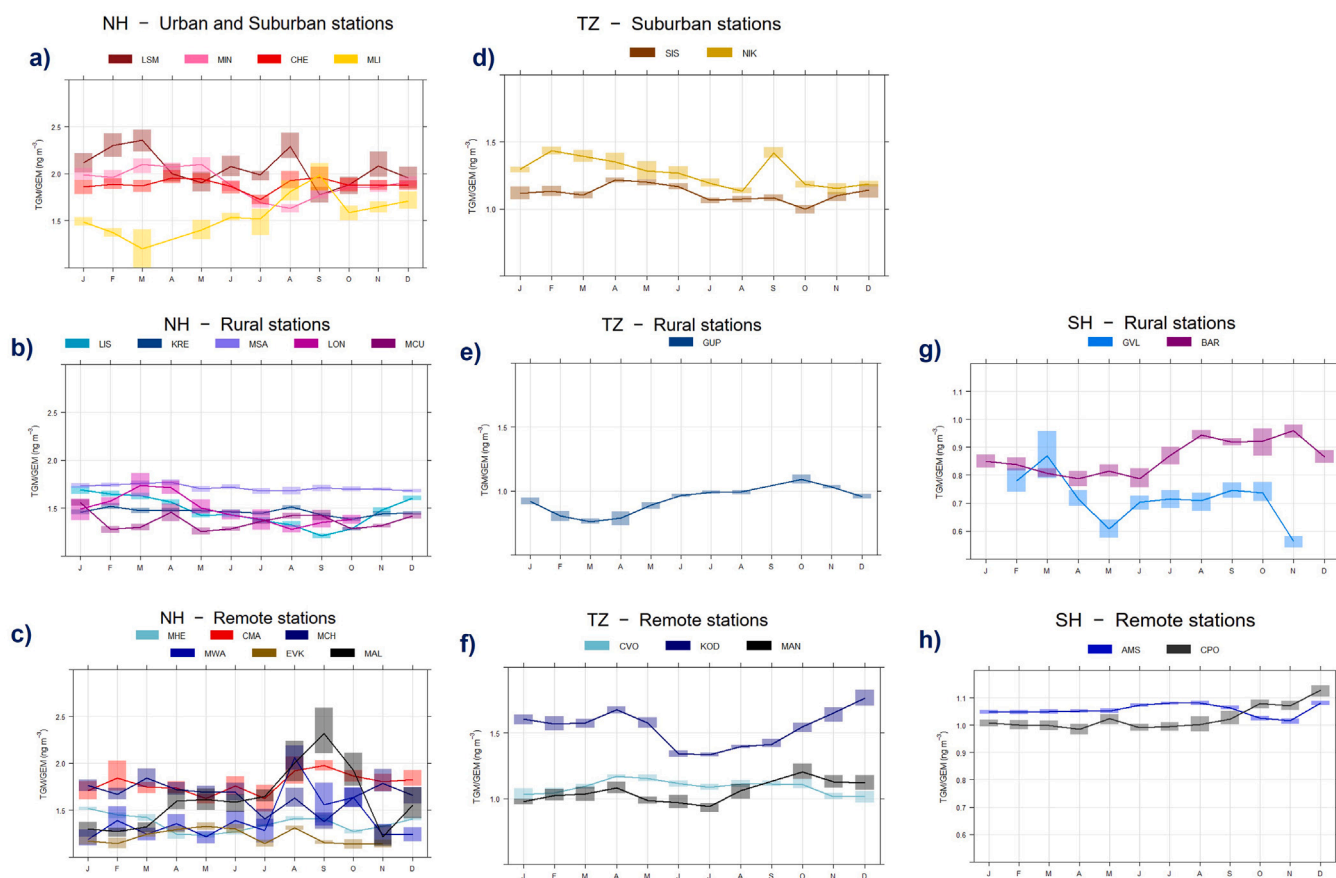 NH – Urban and Suburban stations
a)
LSM MIN CHE MLI
TGM/GEM (ng m⁻³)
2.5
2.0
1.5
J F M A M J J A S O N D
TZ – Suburban stations
d)
SIS NIK
TGM/GEM (ng m⁻³)
1.5
1.0
J F M A M J J A S O N D
NH – Rural stations
b)
LIS KRE MSA LON MCU
TGM/GEM (ng m⁻³)
2.5
2.0
1.5
J F M A M J J A S O N D
TZ – Rural stations
e)
GUP
TGM/GEM (ng m⁻³)
1.5
1.0
J F M A M J J A S O N D
SH – Rural stations
g)
GVL BAR
TGM/GEM (ng m⁻³)
1.1
1.0
0.9
0.8
0.7
0.6
J F M A M J J A S O N D
NH – Remote stations
c)
MHE CMA MCH
MWA EVK MAL
TGM/GEM (ng m⁻³)
2.5
2.0
1.5
J F M A M J J A S O N D
TZ – Remote stations
f)
CVO KOD MAN
TGM/GEM (ng m⁻³)
1.5
1.0
J F M A M J J A S O N D
SH – Remote stations
h)
AMS CPO
TGM/GEM (ng m⁻³)
1.1
1.0
0.9
0.8
0.7
0.6
J F M A M J J A S O N D